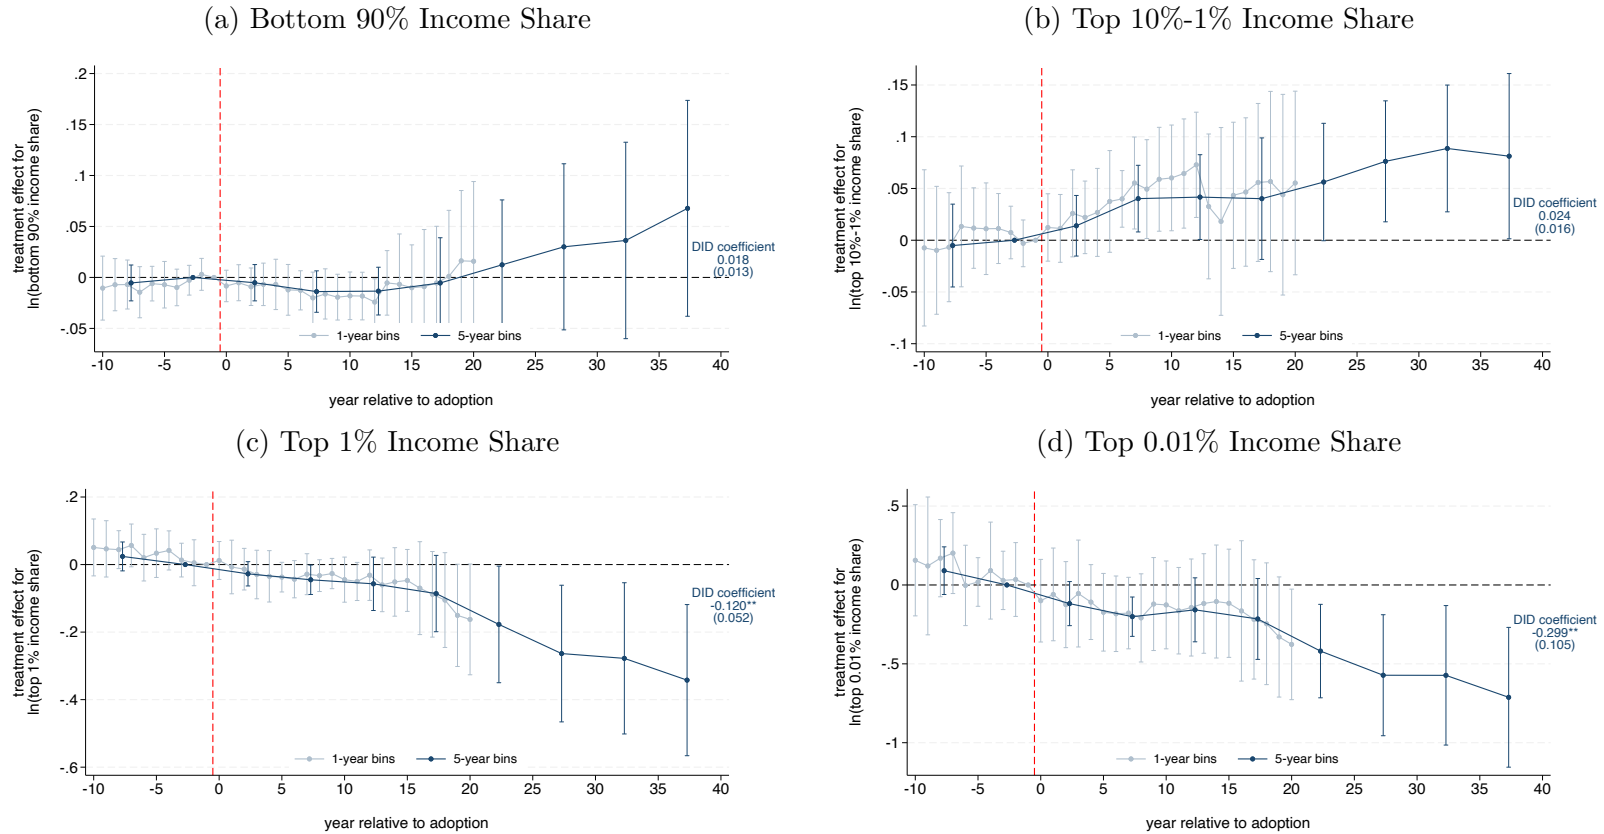 (a) Bottom 90% Income Share
treatment effect for
ln(bottom 90% income share)
.2
.15
.1
.05
0
-.05
DID coefficient
0.018
(0.013)
1-year bins
5-year bins
-10 -5 0 5 10 15 20 25 30 35 40
year relative to adoption
(b) Top 10%-1% Income Share
treatment effect for
ln(top 10%-1% income share)
.15
.1
.05
0
-.05
-.1
DID coefficient
0.024
(0.016)
1-year bins
5-year bins
-10 -5 0 5 10 15 20 25 30 35 40
year relative to adoption
(c) Top 1% Income Share
treatment effect for
ln(top 1% income share)
.2
0
-.2
-.4
-.6
DID coefficient
-0.120**
(0.052)
1-year bins
5-year bins
-10 -5 0 5 10 15 20 25 30 35 40
year relative to adoption
(d) Top 0.01% Income Share
treatment effect for
ln(top 0.01% income share)
.5
0
-.5
-1
DID coefficient
-0.299**
(0.105)
1-year bins
5-year bins
-10 -5 0 5 10 15 20 25 30 35 40
year relative to adoption